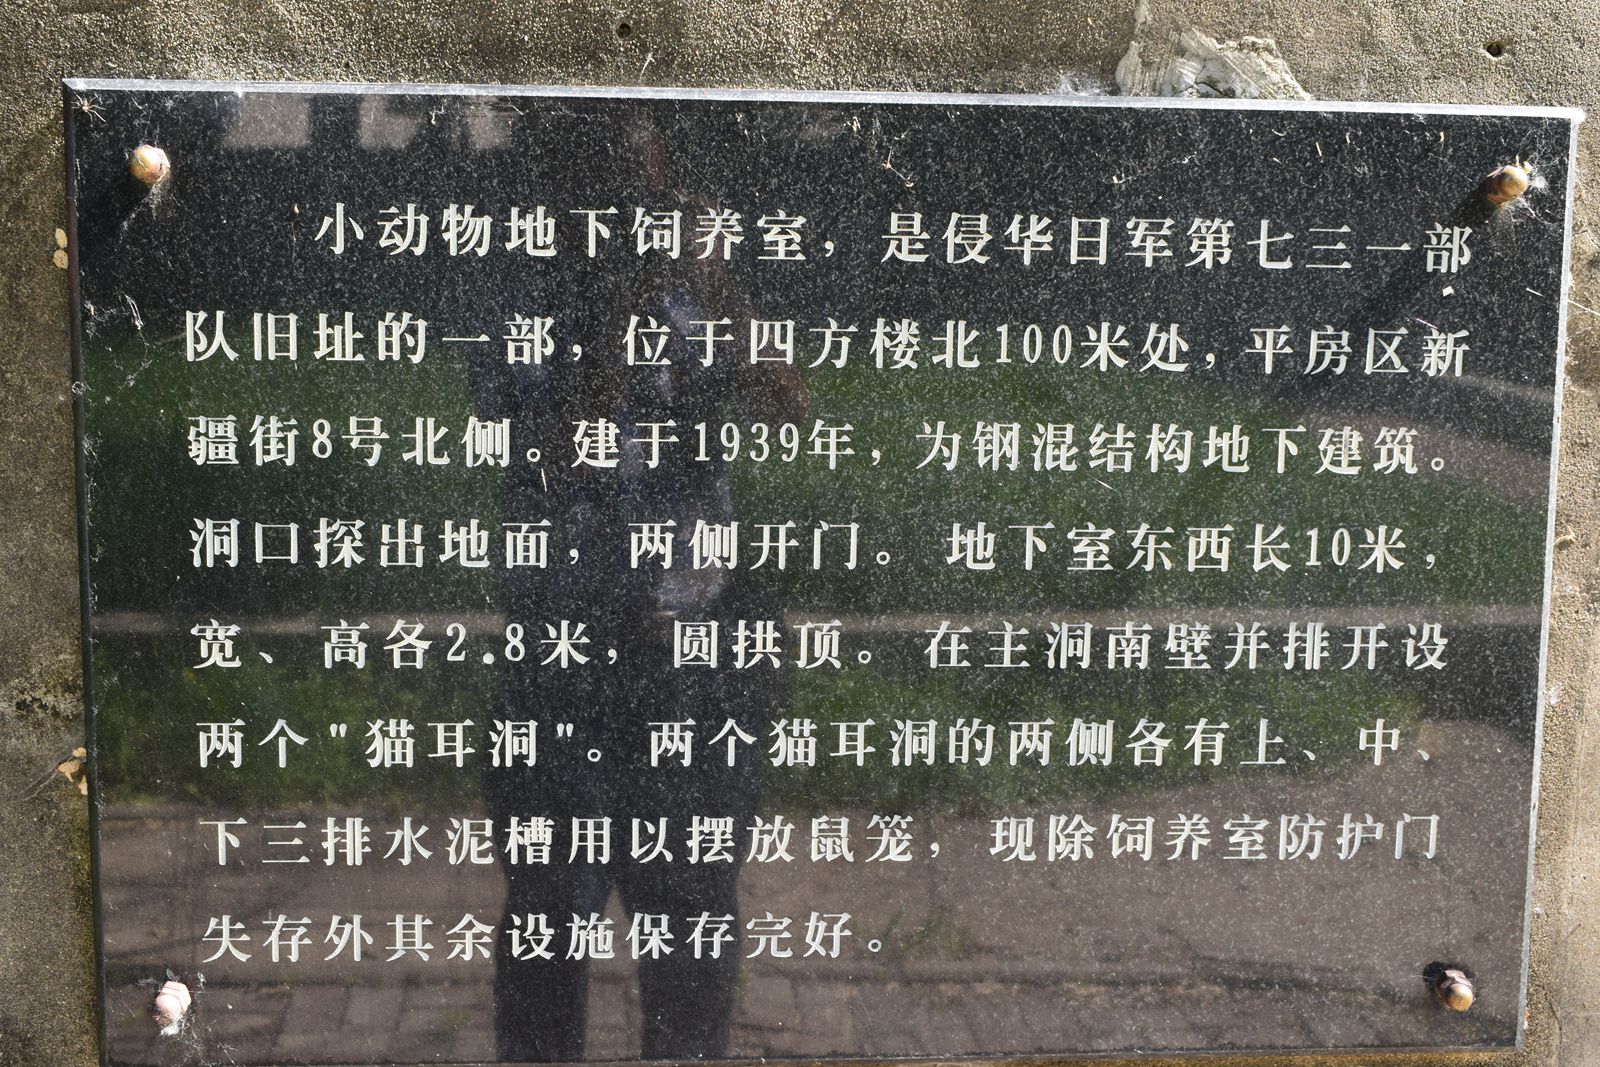 小动物地下饲养室，是侵华日军第七三一部
队旧址的一部，位于四方楼北100米处，平房区新
疆街8号北侧。建于1939年，为钢混结构地下建筑。
洞口探出地面，两侧开门。地下室东西长10米，
宽、高各2.8米，圆拱顶。在主洞南壁并排开设
两个"猫耳洞"。两个猫耳洞的两侧各有上、中、
下三排水泥槽用以摆放鼠笼，现除饲养室防护门
失存外其余设施保存完好。